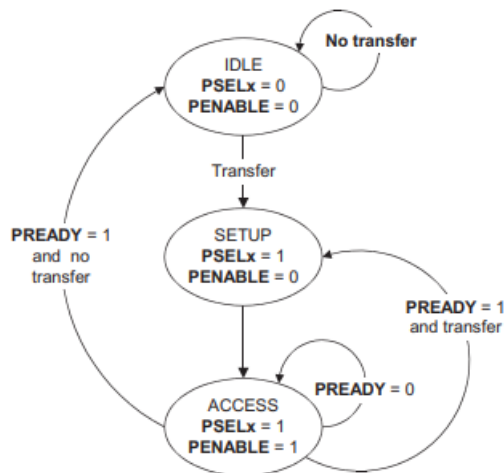 No transfer
IDLE
PSELx = 0
PENABLE = 0
Transfer
SETUP
PSELx = 1
PENABLE = 0
PREADY = 1
and no
transfer
PREADY = 1
and transfer
PREADY = 0
ACCESS
PSELx = 1
PENABLE = 1